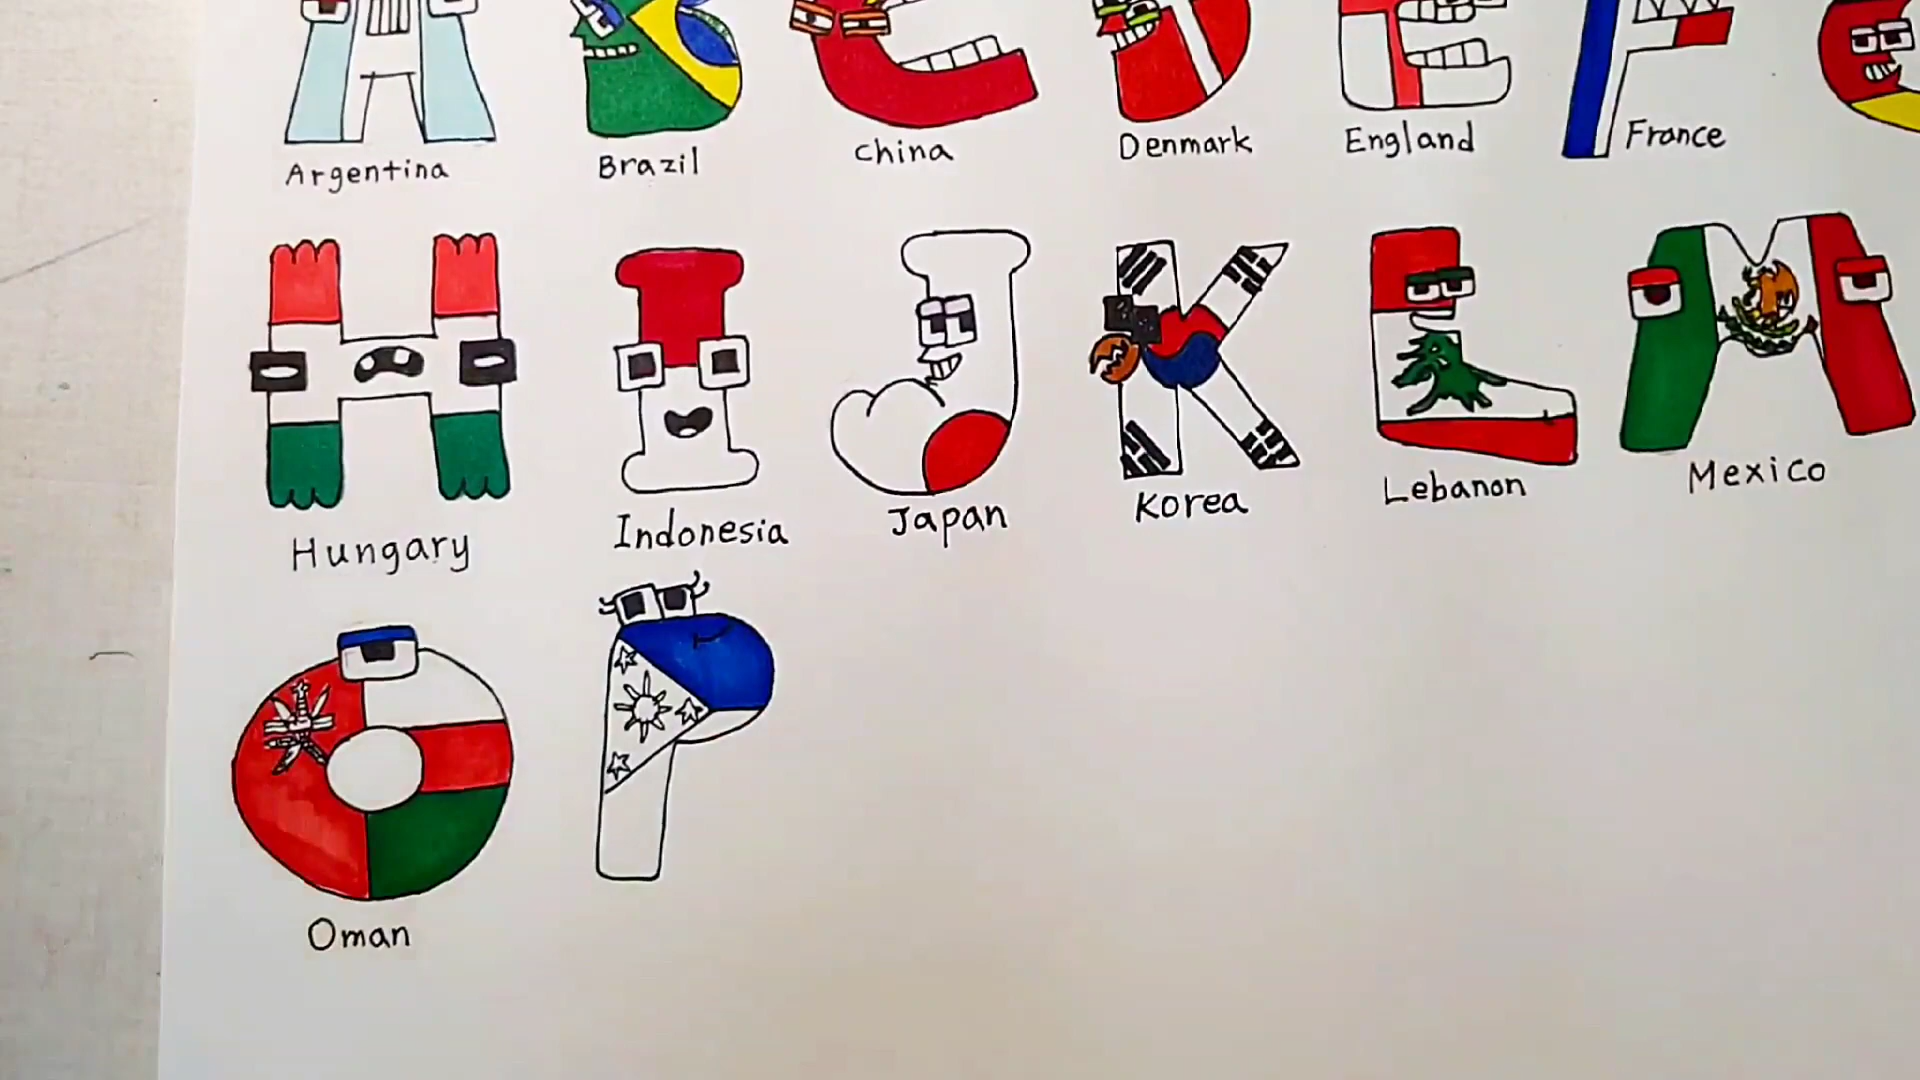 Argentina
Brazil
China
Denmark
England
France
Hungary
Indonesia
Japan
Korea
Lebanon
Mexico
Oman